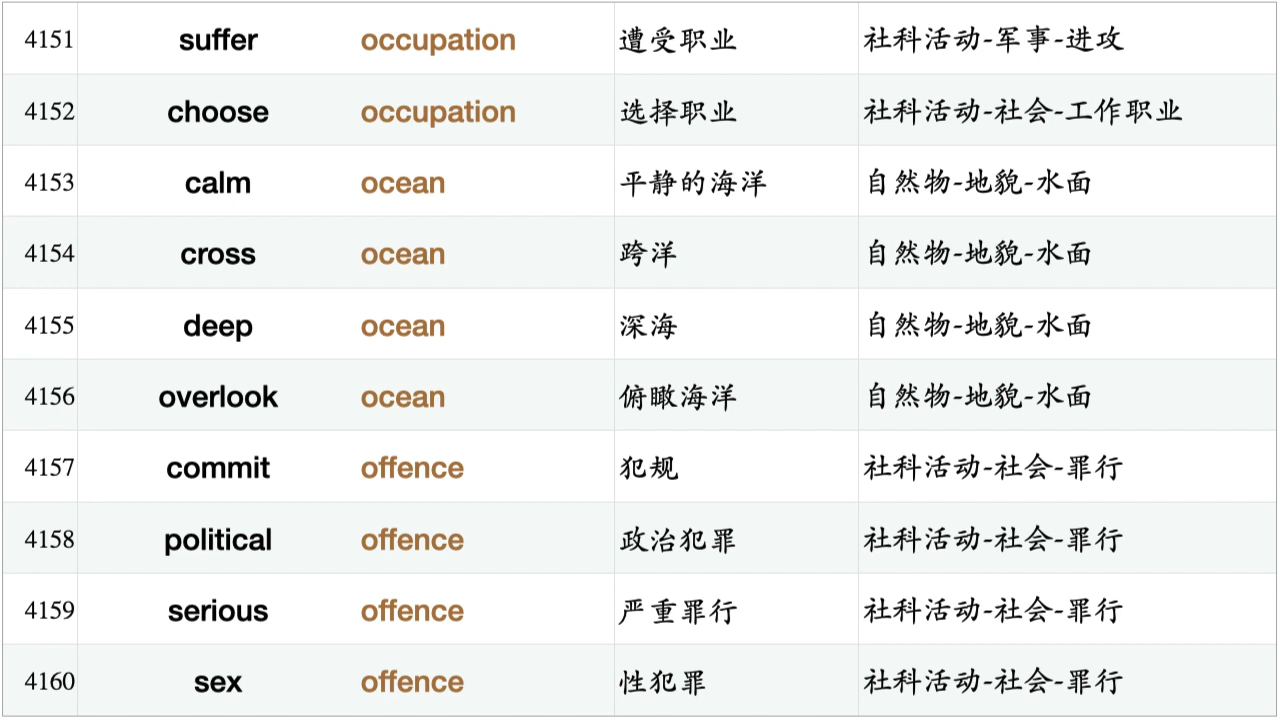 4151 suffer occupation 遭受职业 社科活动-军事-进攻
4152 choose occupation 选择职业 社科活动-社会-工作职业
4153 calm ocean 平静的海洋 自然物-地貌-水面
4154 cross ocean 跨洋 自然物-地貌-水面
4155 deep ocean 深海 自然物-地貌-水面
4156 overlook ocean 俯瞰海洋 自然物-地貌-水面
4157 commit offence 犯规 社科活动-社会-罪行
4158 political offence 政治犯罪 社科活动-社会-罪行
4159 serious offence 严重罪行 社科活动-社会-罪行
4160 sex offence 性犯罪 社科活动-社会-罪行